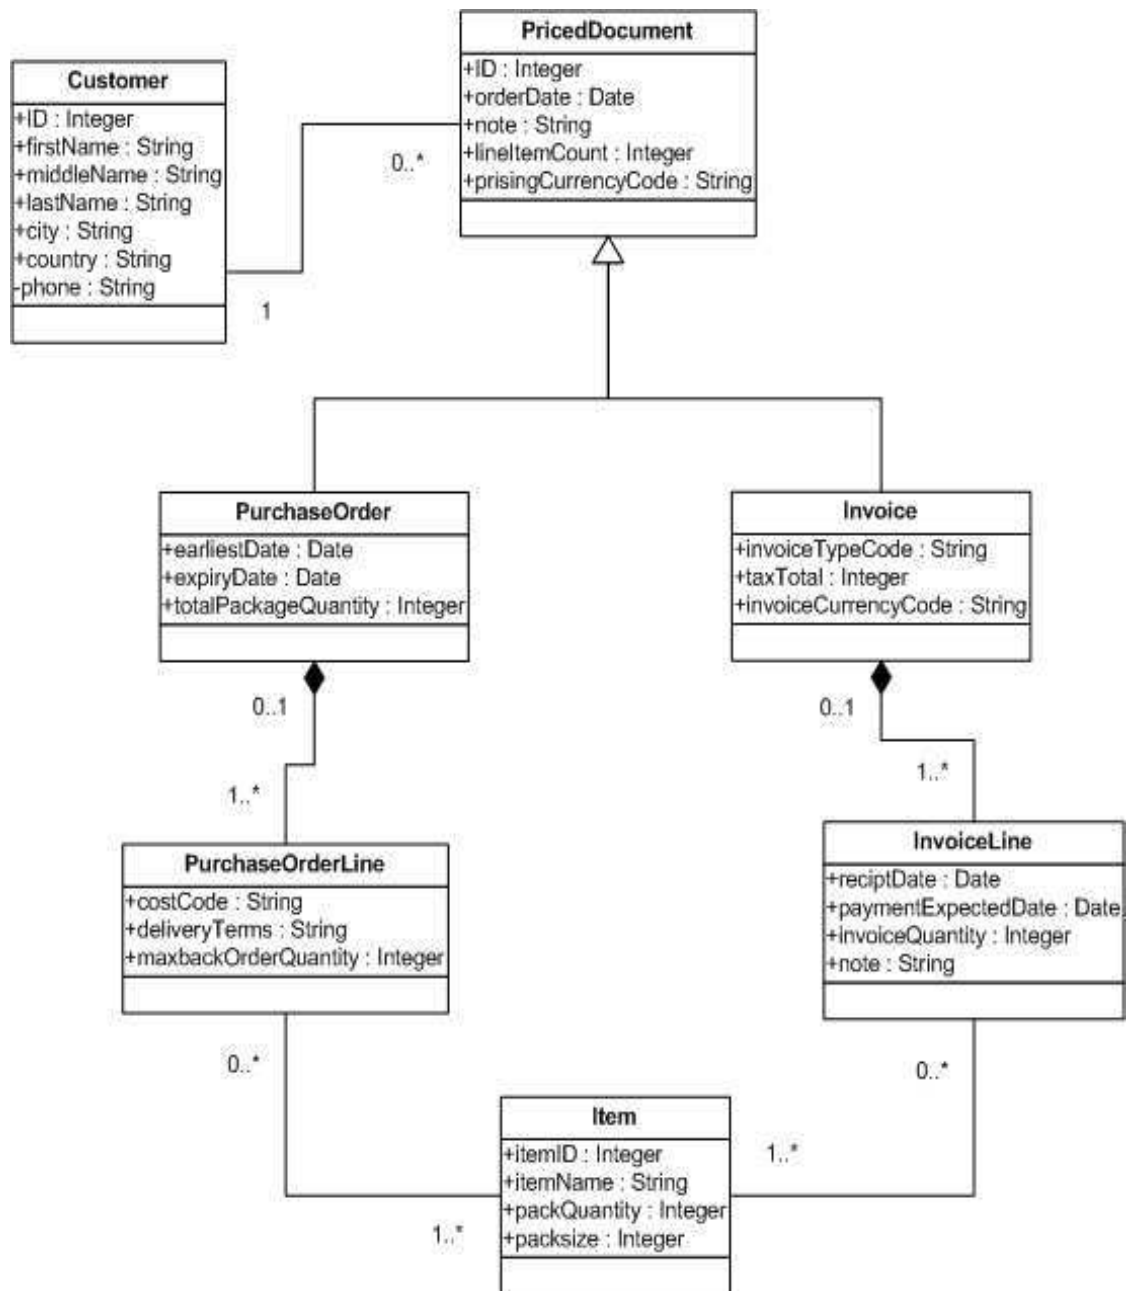 PricedDocument
+ID : Integer
+orderDate : Date
+note : String
+lineItemCount : Integer
+prisingCurrencyCode : String
Customer
+ID : Integer
+firstName : String
+middleName : String
+lastName : String
+city : String
+country : String
-phone : String
0..*
1
PurchaseOrder
+earliestDate : Date
+expiryDate : Date
+totalPackageQuantity : Integer
Invoice
+invoiceTypeCode : String
+taxTotal : Integer
+invoiceCurrencyCode : String
0..1
0..1
1..*
1..*
PurchaseOrderLine
+costCode : String
+deliveryTerms : String
+maxbackOrderQuantity : Integer
InvoiceLine
+reciptDate : Date
+paymentExpectedDate : Date
+invoiceQuantity : Integer
+note : String
0..*
0..*
Item
+itemID : Integer
+itemName : String
+packQuantity : Integer
+packsize : Integer
1..*
1..*